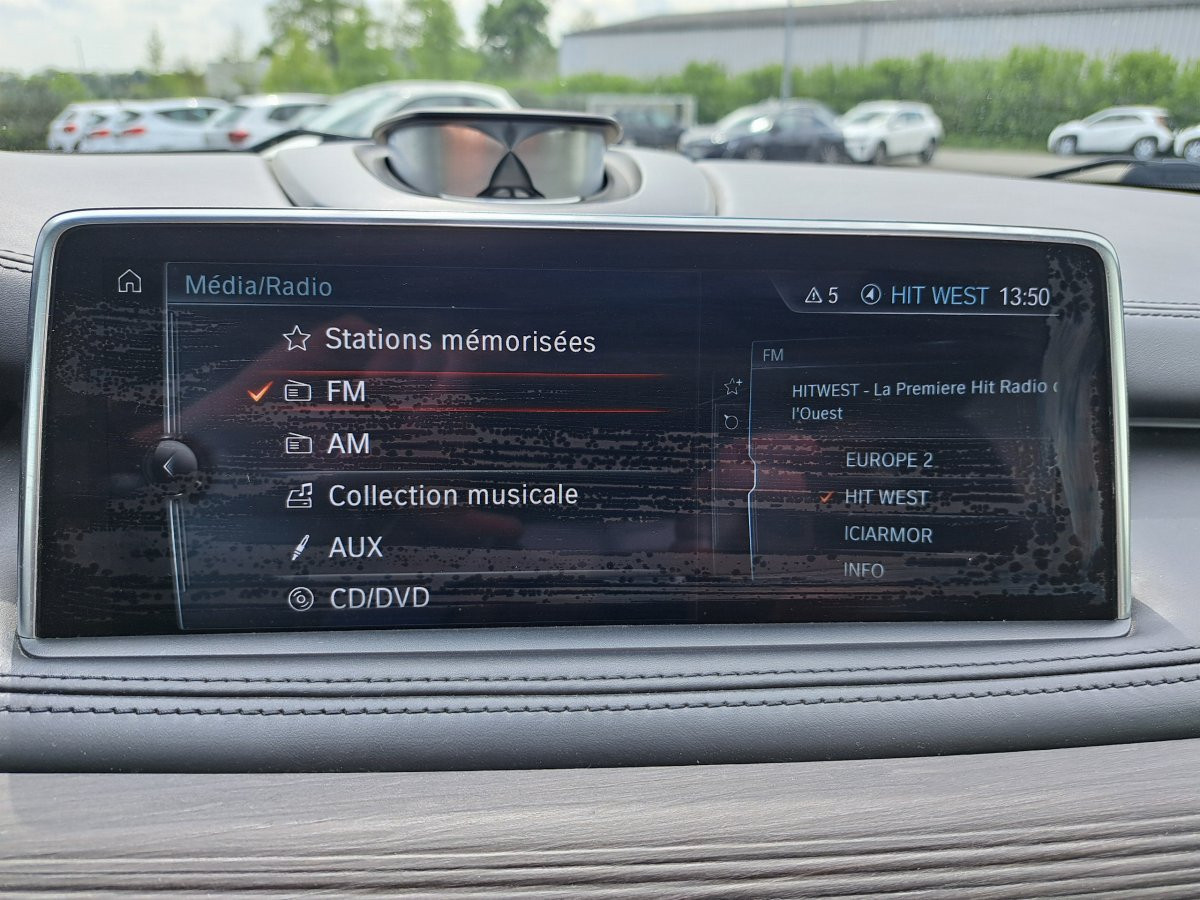 Média/Radio
5 HIT WEST 13:50
Stations mémorisées
FM
AM
Collection musicale
AUX
CD/DVD
FM
HITWEST - La Premiere Hit Radio
l'Ouest
EUROPE 2
HIT WEST
ICIARMOR
INFO